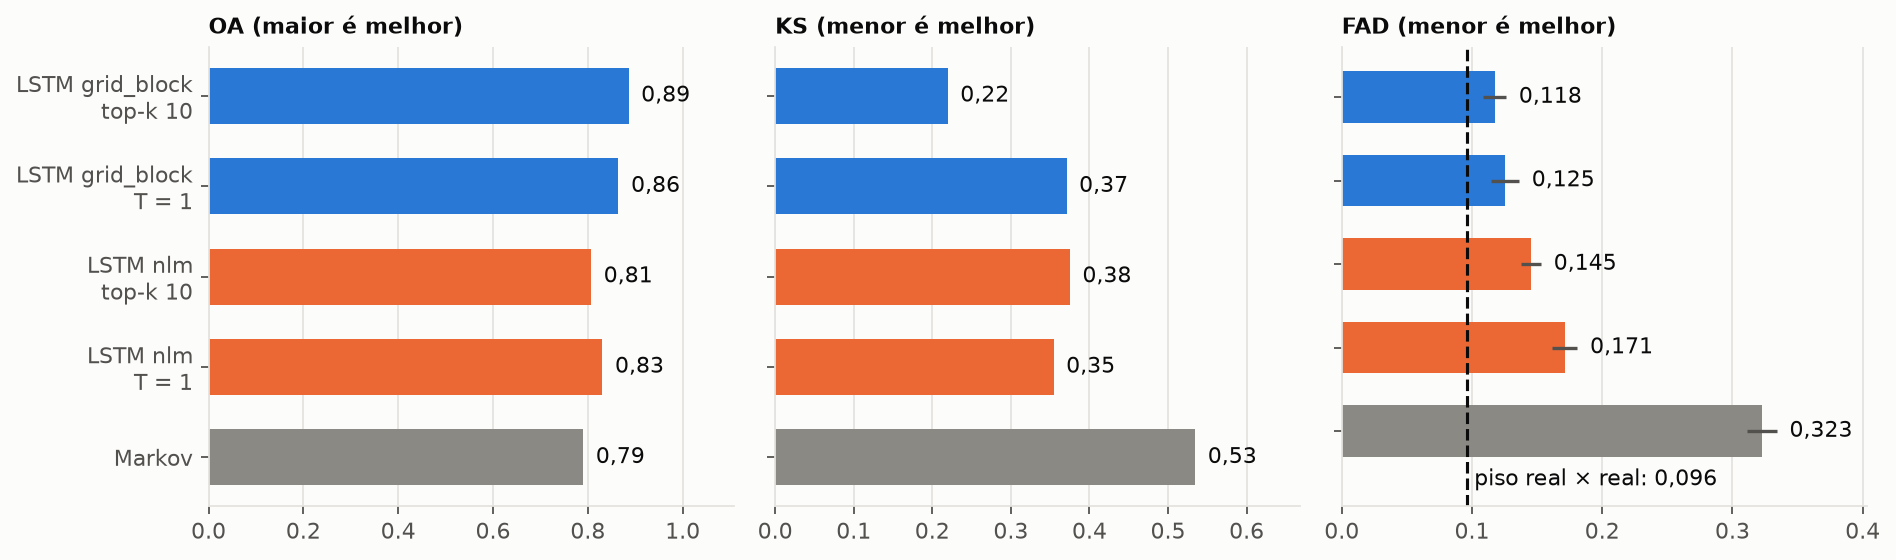 OA (maior é melhor)
LSTM grid_block
top-k 10
0,89
LSTM grid_block
T = 1
0,86
LSTM nlm
top-k 10
0,81
LSTM nlm
T = 1
0,83
Markov
0,79
0.0 0.2 0.4 0.6 0.8 1.0
KS (menor é melhor)
0,22
0,37
0,38
0,35
0,53
0.0 0.1 0.2 0.3 0.4 0.5 0.6
FAD (menor é melhor)
0,118
0,125
0,145
0,171
0,323
piso real × real: 0,096
0.0 0.1 0.2 0.3 0.4